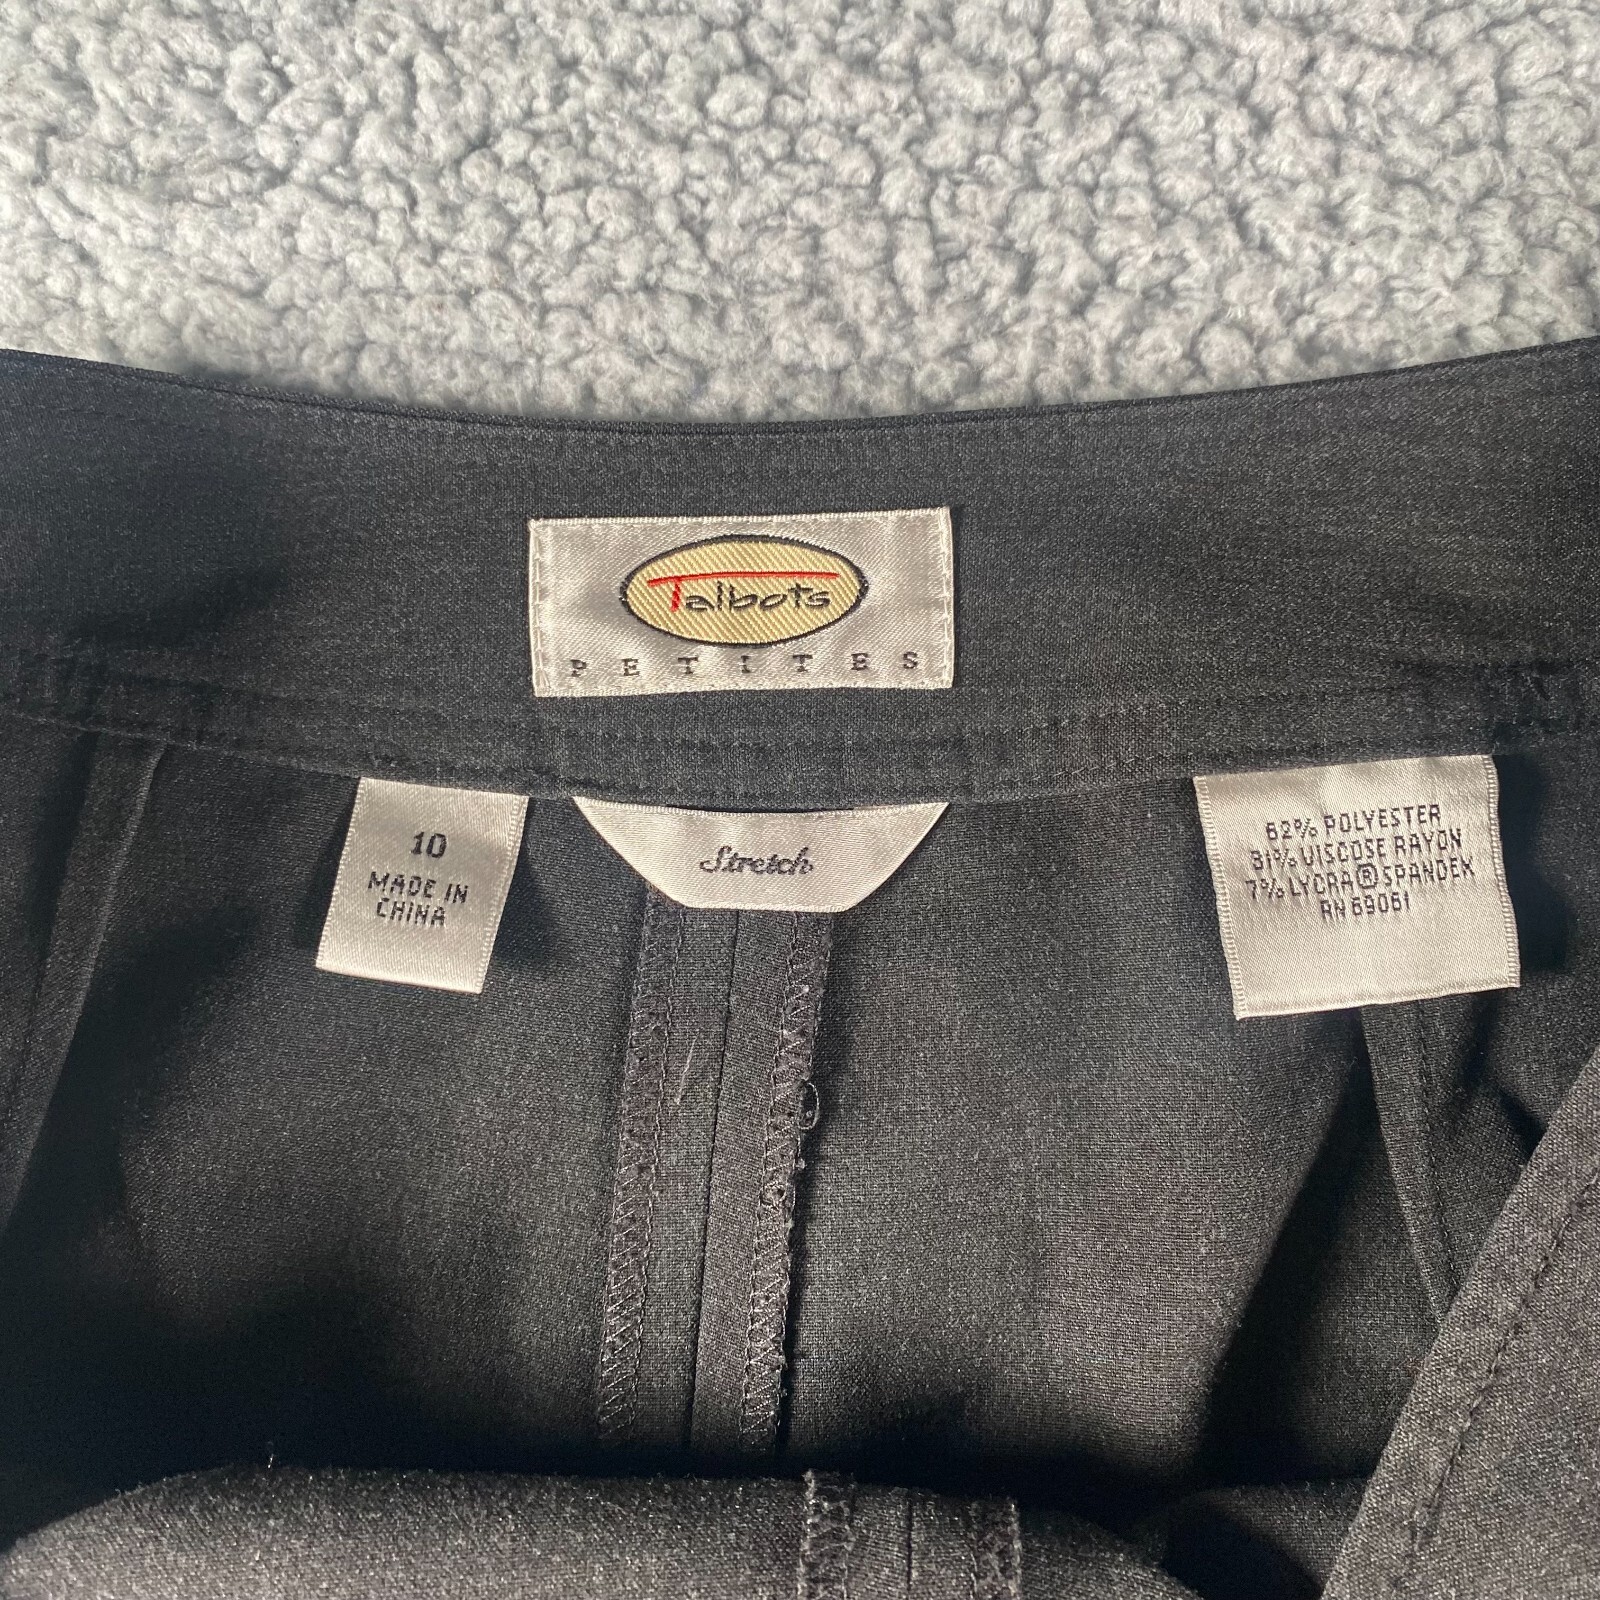 Talbots
PETITES
10
MADE IN
CHINA
Stretch
62% POLYESTER
31% VISCOSE RAYON
7% LYCRA® SPANDEX
RN 69061